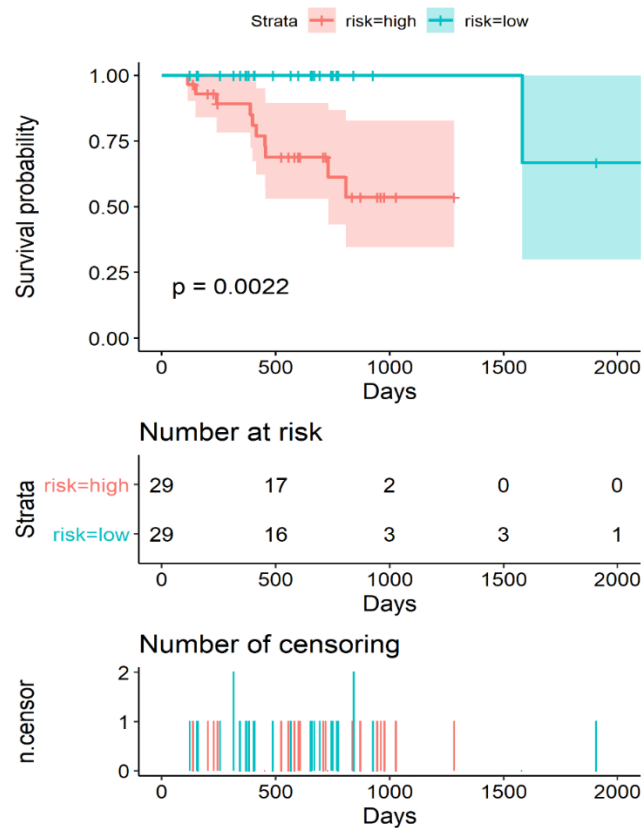 Strata risk=high risk=low
Survival probability
1.00
0.75
0.50
0.25
0.00
p = 0.0022
0 500 1000 1500 2000
Days
Number at risk
Strata
risk=high 29 17 2 0 0
risk=low 29 16 3 3 1
0 500 1000 1500 2000
Days
Number of censoring
n.censor
2
1
0
0 500 1000 1500 2000
Days